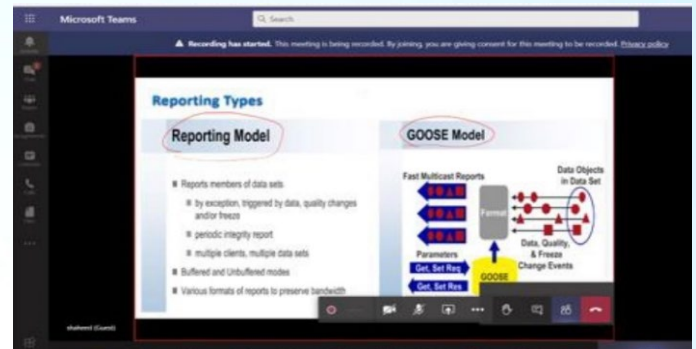 Microsoft Teams
Search
Recording has started. This meeting is being recorded. By joining, you are giving consent for this meeting to be recorded. Privacy policy
Reporting Types
Reporting Model
Reports members of data sets
by exception, triggered by data, quality changes
and/or freeze
periodic integrity report
multiple clients, multiple data sets
Buffered and Unbuffered modes
Various formats of reports to preserve bandwidth
GOOSE Model
Fast Multicast Reports
Data Objects
in Data Set
Format
Data, Quality,
& Freeze
Change Events
Parameters
Get, Set Req
Get, Set Res
GOOSE
shaheent (Guest)